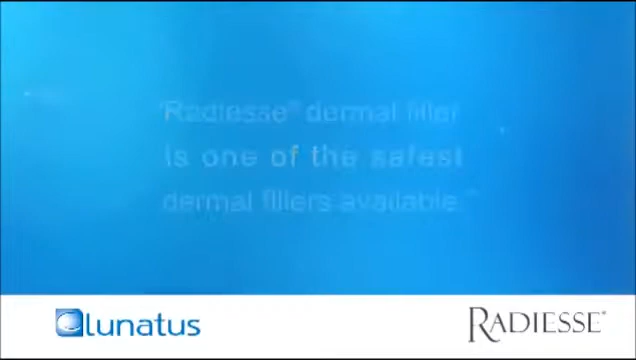 "Radiesse® dermal filler
is one of the safest
dermal fillers available."
lunatus
RADIESSE®